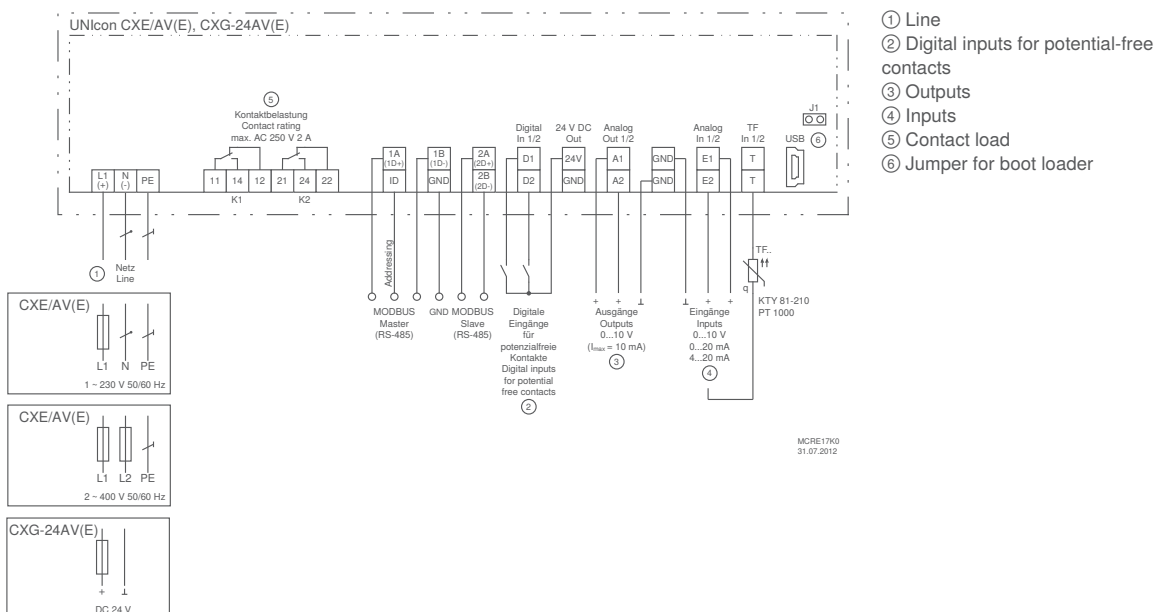 UNIcon CXE/AV(E), CXG-24AV(E)
① Line
② Digital inputs for potential-free
contacts
③ Outputs
④ Inputs
⑤ Contact load
⑥ Jumper for boot loader
⑤
Kontaktbelastung
Contact rating
max. AC 250 V 2 A
Digital
In 1/2
24 V DC
Out
Analog
Out 1/2
Analog
In 1/2
TF
In 1/2
USB
J1
⑥
L1
(+)
N
(-)
PE
11 14 12 21 24 22
K1 K2
1A
(1D+)
ID
1B
(1D-)
GND
2A
(2D+)
2B
(2D-)
D1
D2
24V
GND
A1
A2
GND
GND
E1
E2
T
T
① Netz
Line
Addressing
MODBUS
Master
(RS-485)
GND
MODBUS
Slave
(RS-485)
Digitale
Eingänge
für
potenzialfreie
Kontakte
Digital inputs
for potential
free contacts
②
+ + ⊥
Ausgänge
Outputs
0...10 V
(Imax = 10 mA)
③
⊥ + +
Eingänge
Inputs
0...10 V
0...20 mA
4...20 mA
④
TF..
q
KTY 81-210
PT 1000
CXE/AV(E)
L1 N PE
1 ~ 230 V 50/60 Hz
CXE/AV(E)
L1 L2 PE
2 ~ 400 V 50/60 Hz
CXG-24AV(E)
+ ⊥
DC 24 V
MCRE17K0
31.07.2012